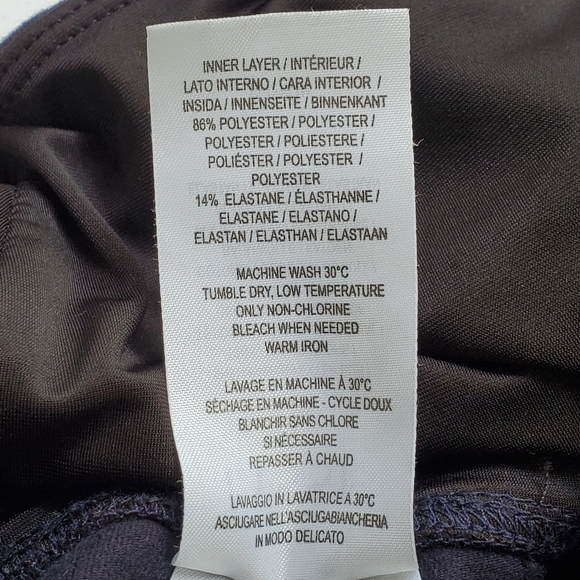 INNER LAYER / INTÉRIEUR /
LATO INTERNO / CARA INTERIOR /
INSIDA / INNENSEITE / BINNENKANT
86% POLYESTER / POLYESTER /
POLYESTER / POLIESTERE /
POLIÉSTER / POLYESTER /
POLYESTER
14% ELASTANE / ÉLASTHANNE /
ELASTANE / ELASTANO /
ELASTAN / ELASTHAN / ELASTAAN
MACHINE WASH 30°C
TUMBLE DRY, LOW TEMPERATURE
ONLY NON-CHLORINE
BLEACH WHEN NEEDED
WARM IRON
LAVAGE EN MACHINE À 30°C
SÉCHAGE EN MACHINE - CYCLE DOUX
BLANCHIR SANS CHLORE
SI NÉCESSAIRE
REPASSER À CHAUD
LAVAGGIO IN LAVATRICE A 30°C
ASCIUGARE NELL'ASCIUGABIANCHERIA
IN MODO DELICATO